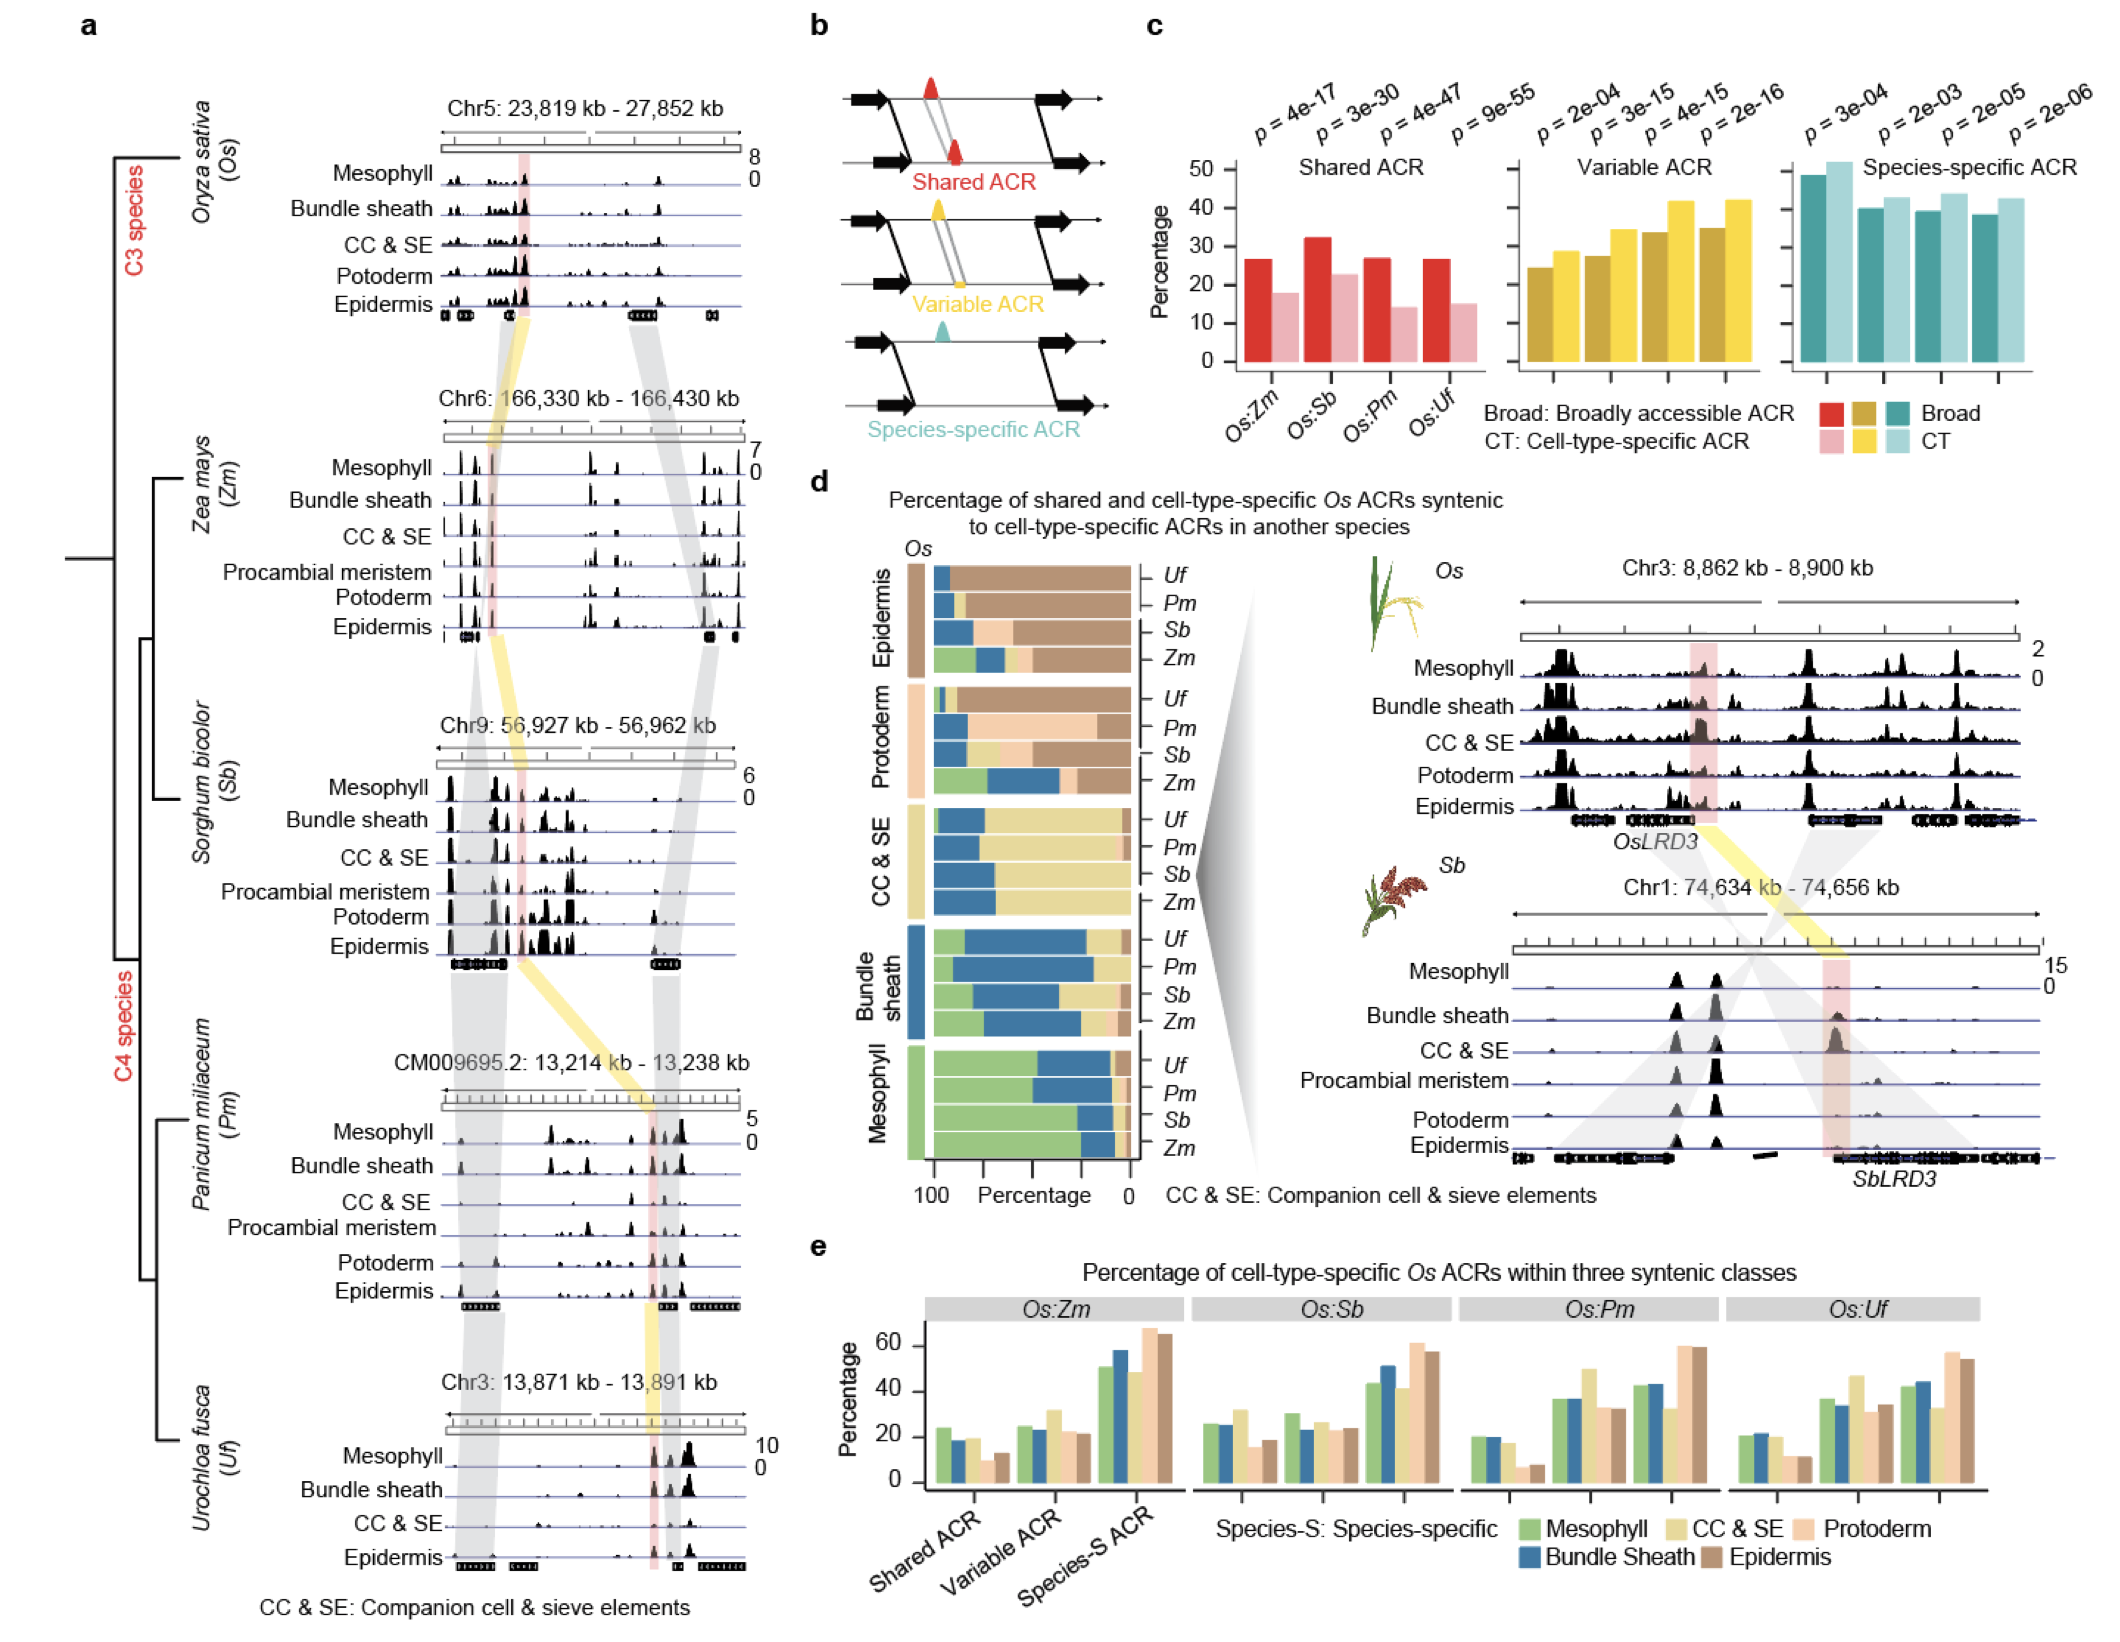 a
C3 species
C4 species
Oryza sativa
(Os)
Chr5: 23,819 kb - 27,852 kb
8
0
Mesophyll
Bundle sheath
CC & SE
Potoderm
Epidermis
Zea mays
(Zm)
Chr6: 166,330 kb - 166,430 kb
7
0
Mesophyll
Bundle sheath
CC & SE
Procambial meristem
Potoderm
Epidermis
Sorghum bicolor
(Sb)
Chr9: 56,927 kb - 56,962 kb
6
0
Mesophyll
Bundle sheath
CC & SE
Procambial meristem
Potoderm
Epidermis
Panicum miliaceum
(Pm)
CM009695.2: 13,214 kb - 13,238 kb
5
0
Mesophyll
Bundle sheath
CC & SE
Procambial meristem
Potoderm
Epidermis
Urochloa fusca
(Uf)
Chr3: 13,871 kb - 13,891 kb
10
0
Mesophyll
Bundle sheath
CC & SE
Epidermis
CC & SE: Companion cell & sieve elements
b
Shared ACR
Variable ACR
Species-specific ACR
c
p = 4e-17
p = 3e-30
p = 4e-47
p = 9e-55
p = 2e-04
p = 3e-15
p = 4e-15
p = 2e-16
p = 3e-04
p = 2e-03
p = 2e-05
p = 2e-06
Shared ACR
Variable ACR
Species-specific ACR
Percentage
50
40
30
20
10
0
Os:Zm
Os:Sb
Os:Pm
Os:Uf
Broad: Broadly accessible ACR
CT: Cell-type-specific ACR
Broad
CT
d
Percentage of shared and cell-type-specific Os ACRs syntenic
to cell-type-specific ACRs in another species
Os
Epidermis
Uf
Pm
Sb
Zm
Protoderm
Uf
Pm
Sb
Zm
CC & SE
Uf
Pm
Sb
Zm
Bundle
sheath
Uf
Pm
Sb
Zm
Mesophyll
Uf
Pm
Sb
Zm
100
Percentage
0
CC & SE: Companion cell & sieve elements
Os
Chr3: 8,862 kb - 8,900 kb
2
0
Mesophyll
Bundle sheath
CC & SE
Potoderm
Epidermis
OsLRD3
Sb
Chr1: 74,634 kb - 74,656 kb
15
0
Mesophyll
Bundle sheath
CC & SE
Procambial meristem
Potoderm
Epidermis
SbLRD3
e
Percentage of cell-type-specific Os ACRs within three syntenic classes
Os:Zm
Os:Sb
Os:Pm
Os:Uf
Percentage
60
40
20
0
Shared ACR
Variable ACR
Species-S ACR
Species-S: Species-specific
Mesophyll
CC & SE
Protoderm
Bundle Sheath
Epidermis